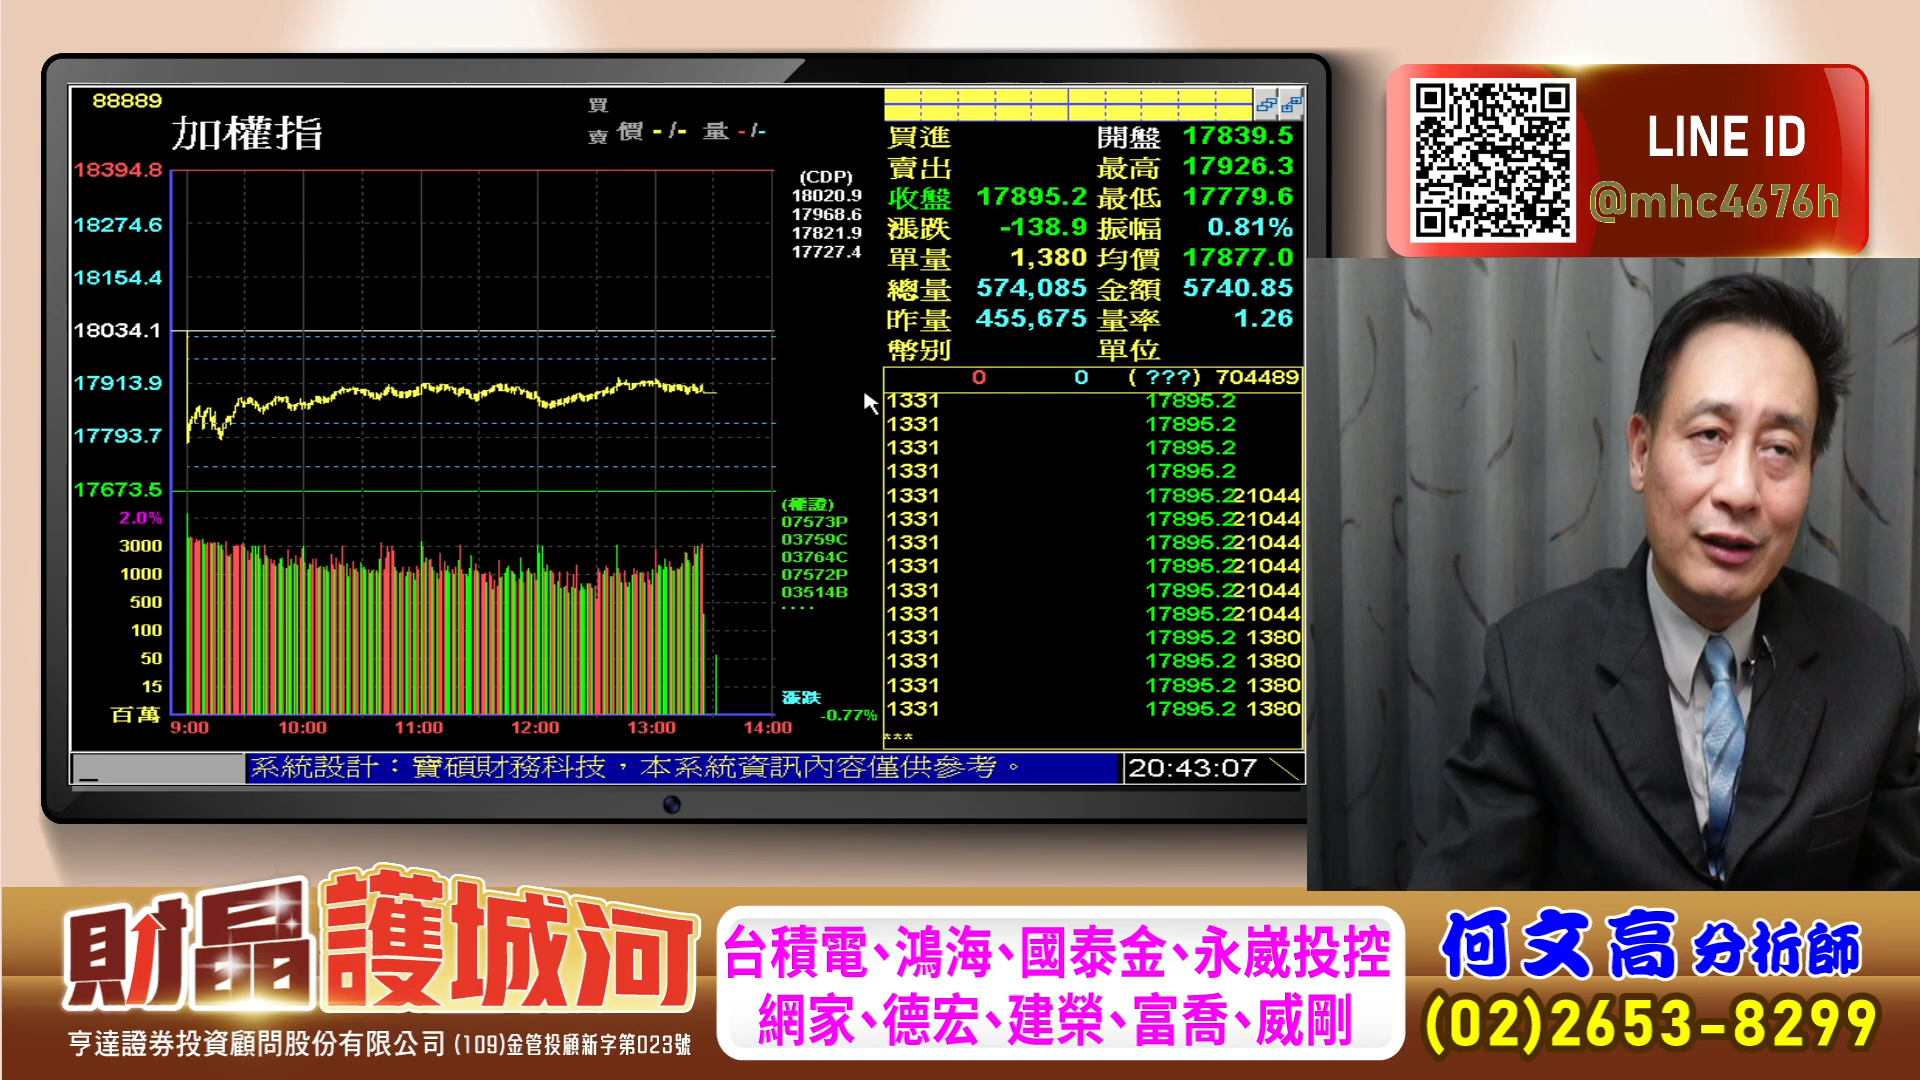 88889
加權指
買
賣 價 - /- 量 - /-
18394.8
18274.6
18154.4
18034.1
17913.9
17793.7
17673.5
2.0%
3000
1000
500
100
50
15
百萬
9:00 10:00 11:00 12:00 13:00 14:00
(CDP)
18020.9
17968.6
17821.9
17727.4
(權證)
07573P
03759C
03764C
07572P
03514B
....
漲跌
-0.77%
買進 開盤 17839.5
賣出 最高 17926.3
收盤 17895.2 最低 17779.6
漲跌 -138.9 振幅 0.81%
單量 1,380 均價 17877.0
總量 574,085 金額 5740.85
昨量 455,675 量率 1.26
幣別 單位
0 0 ( ???) 704489
1331 17895.2
1331 17895.2
1331 17895.2
1331 17895.2
1331 17895.2 21044
1331 17895.2 21044
1331 17895.2 21044
1331 17895.2 21044
1331 17895.2 21044
1331 17895.2 21044
1331 17895.2 1380
1331 17895.2 1380
1331 17895.2 1380
1331 17895.2 1380
***
系統設計：寶碩財務科技，本系統資訊內容僅供參考。
20:43:07
LINE ID
@mhc4676h
財晶護城河
亨達證券投資顧問股份有限公司 (109)金管投顧新字第023號
台積電、鴻海、國泰金、永崴投控
網家、德宏、建榮、富喬、威剛
何文高分析師
(02)2653-8299